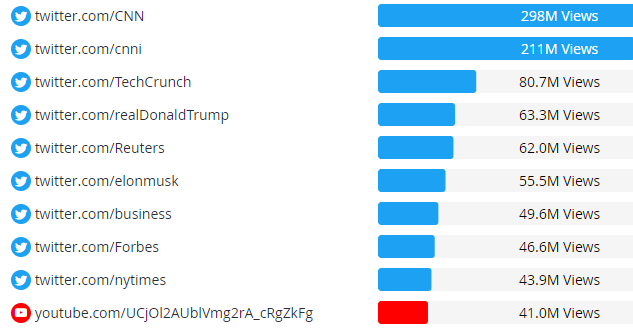 twitter.com/CNN 298M Views
twitter.com/cnni 211M Views
twitter.com/TechCrunch 80.7M Views
twitter.com/realDonaldTrump 63.3M Views
twitter.com/Reuters 62.0M Views
twitter.com/elonmusk 55.5M Views
twitter.com/business 49.6M Views
twitter.com/Forbes 46.6M Views
twitter.com/nytimes 43.9M Views
youtube.com/UCjOl2AUblVmg2rA_cRgZkFg 41.0M Views